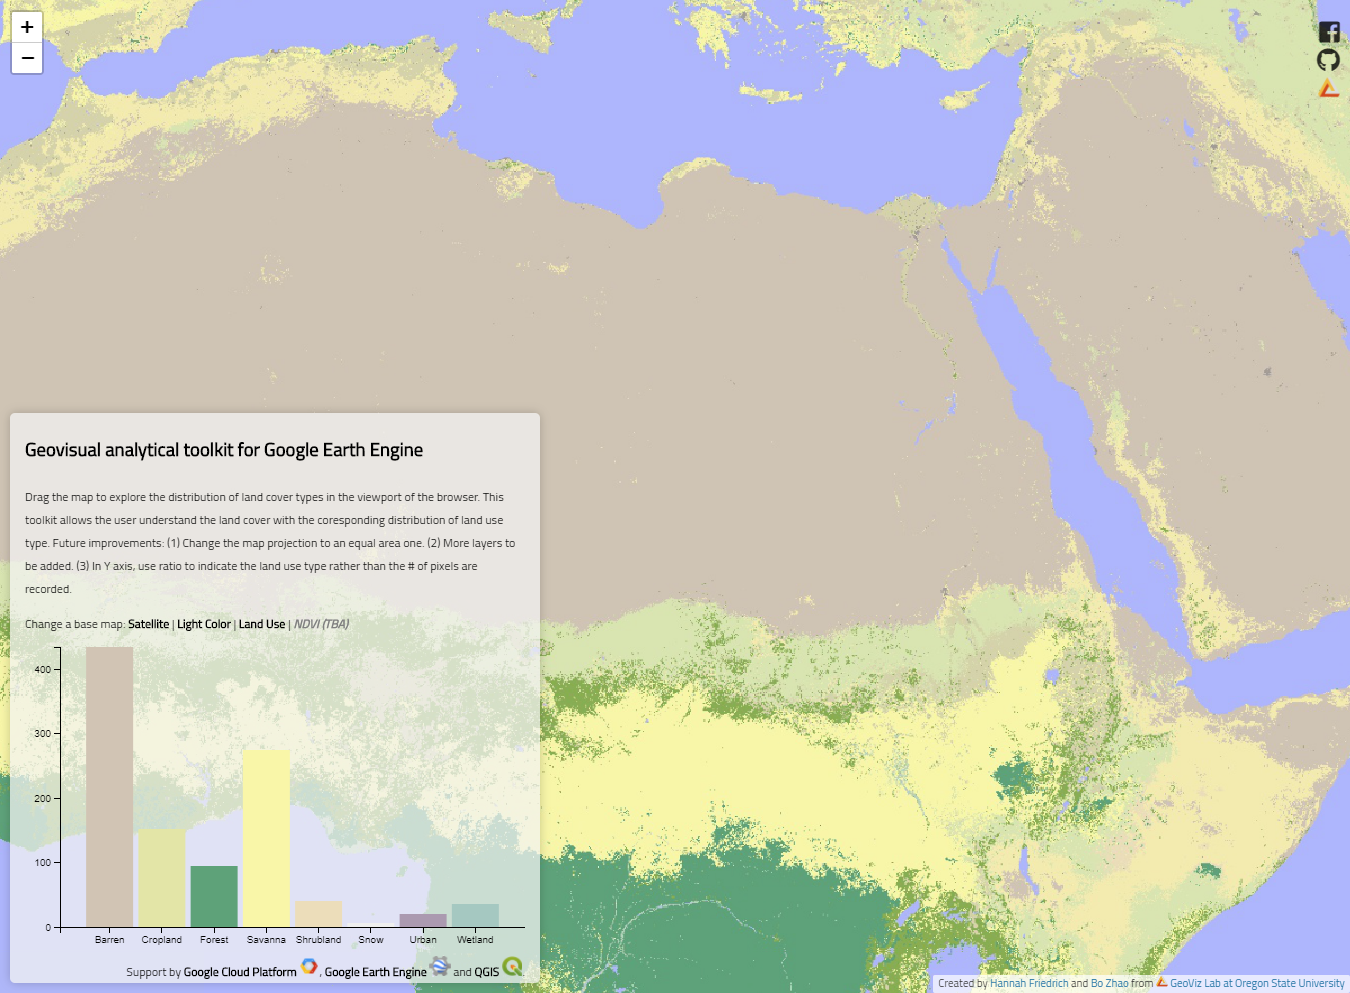 +
−
Geovisual analytical toolkit for Google Earth Engine
Drag the map to explore the distribution of land cover types in the viewport of the browser. This
toolkit allows the user understand the land cover with the coresponding distribution of land use
type. Future improvements: (1) Change the map projection to an equal area one. (2) More layers to
be added. (3) In Y axis, use ratio to indicate the land use type rather than the # of pixels are
recorded.
Change a base map: Satellite | Light Color | Land Use | NDVI (TBA)
400
300
200
100
0
Barren Cropland Forest Savanna Shrubland Snow Urban Wetland
Support by Google Cloud Platform , Google Earth Engine and QGIS .
Created by Hannah Friedrich and Bo Zhao from GeoViz Lab at Oregon State University